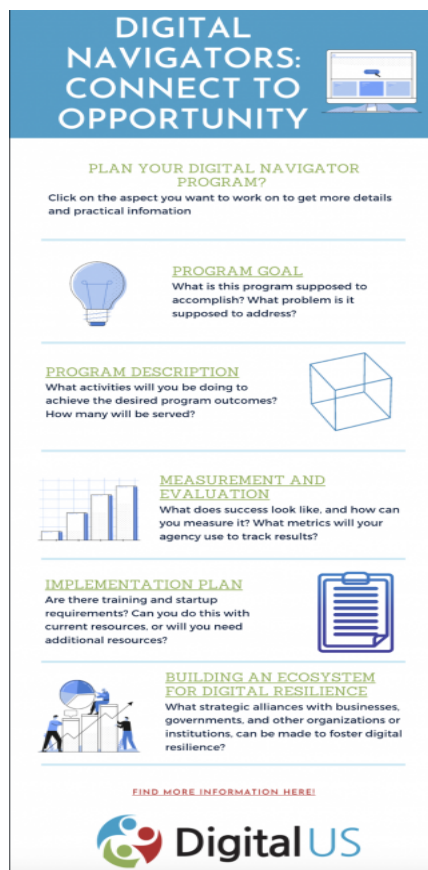 DIGITAL
NAVIGATORS:
CONNECT TO
OPPORTUNITY
PLAN YOUR DIGITAL NAVIGATOR
PROGRAM?
Click on the aspect you want to work on to get more details
and practical infomation
PROGRAM GOAL
What is this program supposed to
accomplish? What problem is it
supposed to address?
PROGRAM DESCRIPTION
What activities will you be doing to
achieve the desired program outcomes?
How many will be served?
MEASUREMENT AND
EVALUATION
What does success look like, and how can
you measure it? What metrics will your
agency use to track results?
IMPLEMENTATION PLAN
Are there training and startup
requirements? Can you do this with
current resources, or will you need
additional resources?
BUILDING AN ECOSYSTEM
FOR DIGITAL RESILIENCE
What strategic alliances with businesses,
governments, and other organizations or
institutions, can be made to foster digital
resilience?
FIND MORE INFORMATION HERE!
Digital US